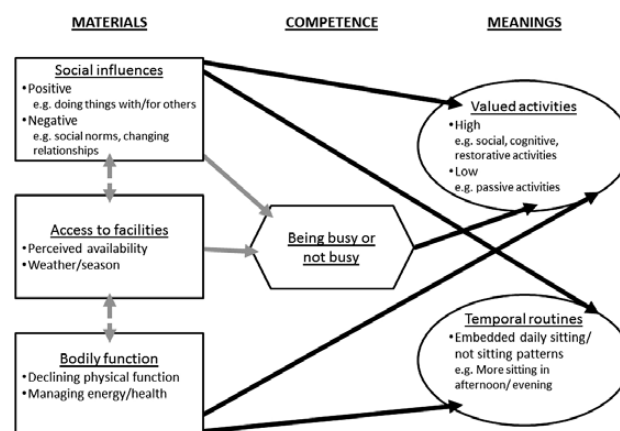 MATERIALS
COMPETENCE
MEANINGS
Social influences
•Positive
e.g. doing things with/for others
•Negative
e.g. social norms, changing
relationships
Access to facilities
•Perceived availability
•Weather/season
Bodily function
•Declining physical function
•Managing energy/health
Being busy or
not busy
Valued activities
•High
e.g. social, cognitive,
restorative activities
•Low
e.g. passive activities
Temporal routines
•Embedded daily sitting/
not sitting patterns
e.g. More sitting in
afternoon/ evening